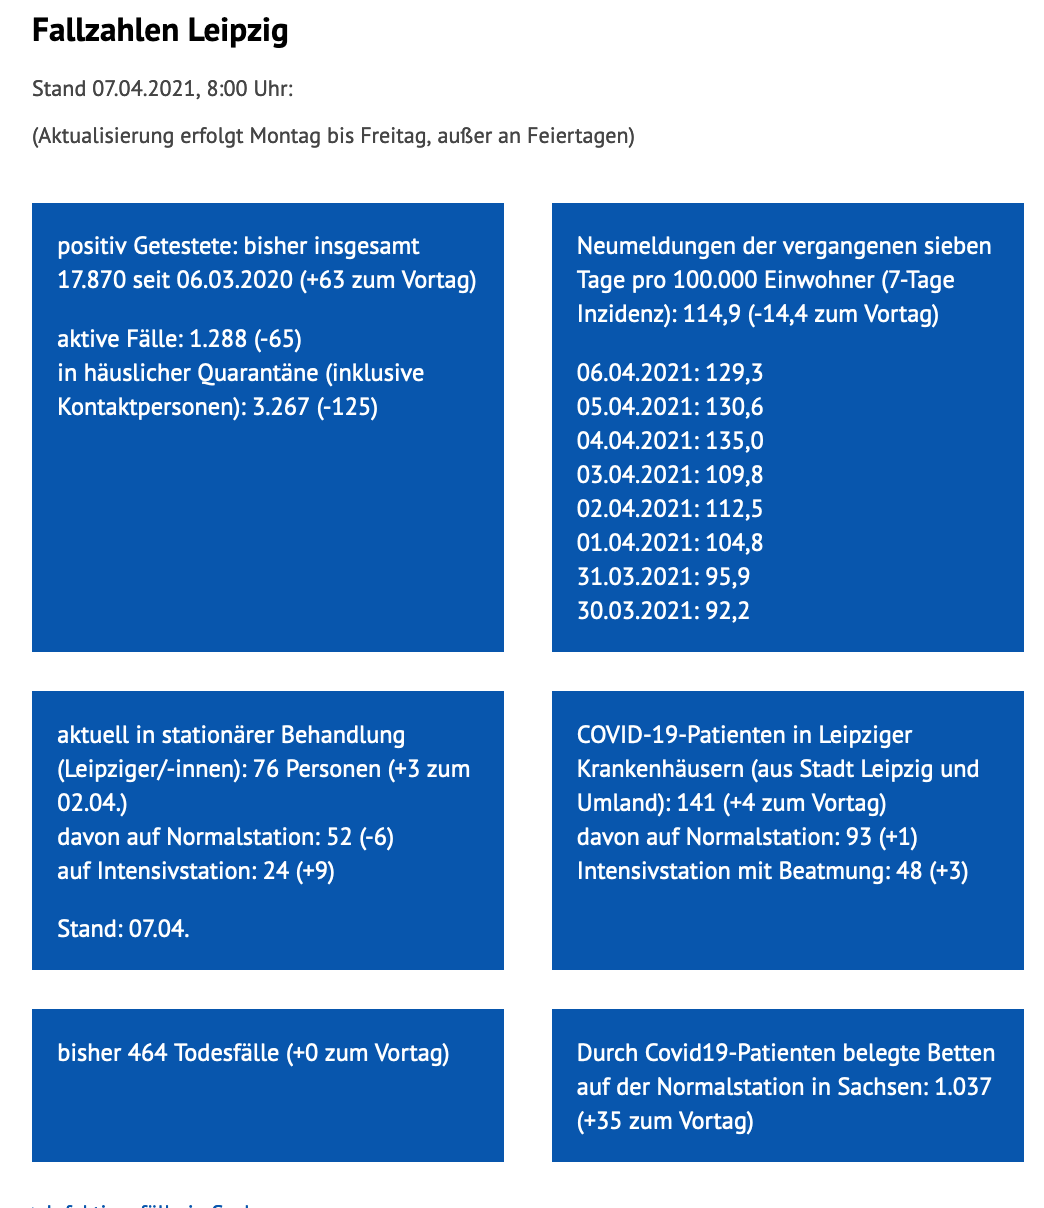 Fallzahlen Leipzig
Stand 07.04.2021, 8:00 Uhr:
(Aktualisierung erfolgt Montag bis Freitag, außer an Feiertagen)
positiv Getestete: bisher insgesamt
17.870 seit 06.03.2020 (+63 zum Vortag)
aktive Fälle: 1.288 (-65)
in häuslicher Quarantäne (inklusive
Kontaktpersonen): 3.267 (-125)
Neumeldungen der vergangenen sieben
Tage pro 100.000 Einwohner (7-Tage
Inzidenz): 114,9 (-14,4 zum Vortag)
06.04.2021: 129,3
05.04.2021: 130,6
04.04.2021: 135,0
03.04.2021: 109,8
02.04.2021: 112,5
01.04.2021: 104,8
31.03.2021: 95,9
30.03.2021: 92,2
aktuell in stationärer Behandlung
(Leipziger/-innen): 76 Personen (+3 zum
02.04.)
davon auf Normalstation: 52 (-6)
auf Intensivstation: 24 (+9)
Stand: 07.04.
COVID-19-Patienten in Leipziger
Krankenhäusern (aus Stadt Leipzig und
Umland): 141 (+4 zum Vortag)
davon auf Normalstation: 93 (+1)
Intensivstation mit Beatmung: 48 (+3)
bisher 464 Todesfälle (+0 zum Vortag)
Durch Covid19-Patienten belegte Betten
auf der Normalstation in Sachsen: 1.037
(+35 zum Vortag)